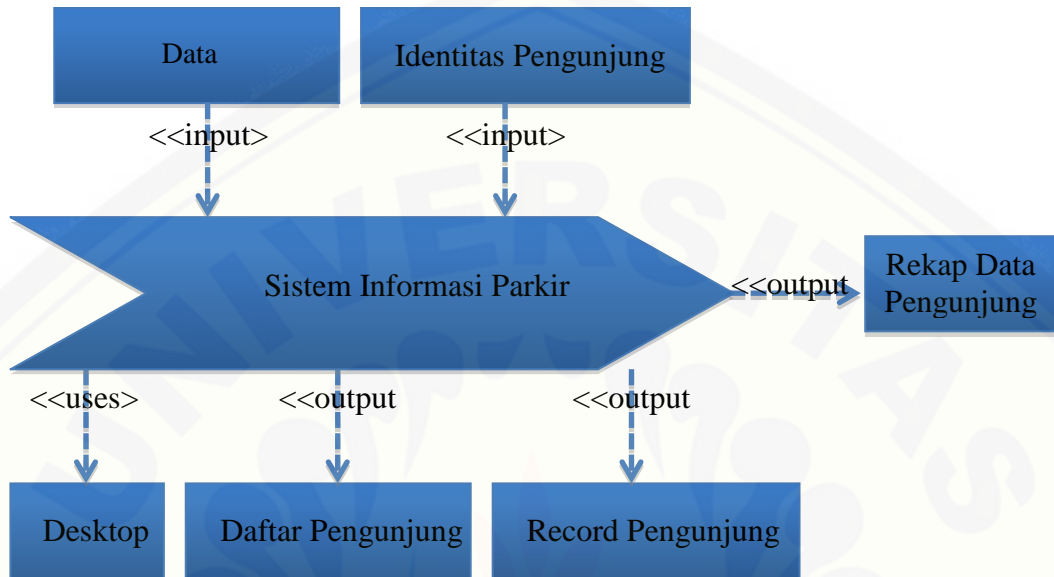 Data
Identitas Pengunjung
<<input>
<<input>
Sistem Informasi Parkir
<<output
Rekap Data
Pengunjung
<<uses>
<<output
<<output
Desktop
Daftar Pengunjung
Record Pengunjung
UNIVERSITAS